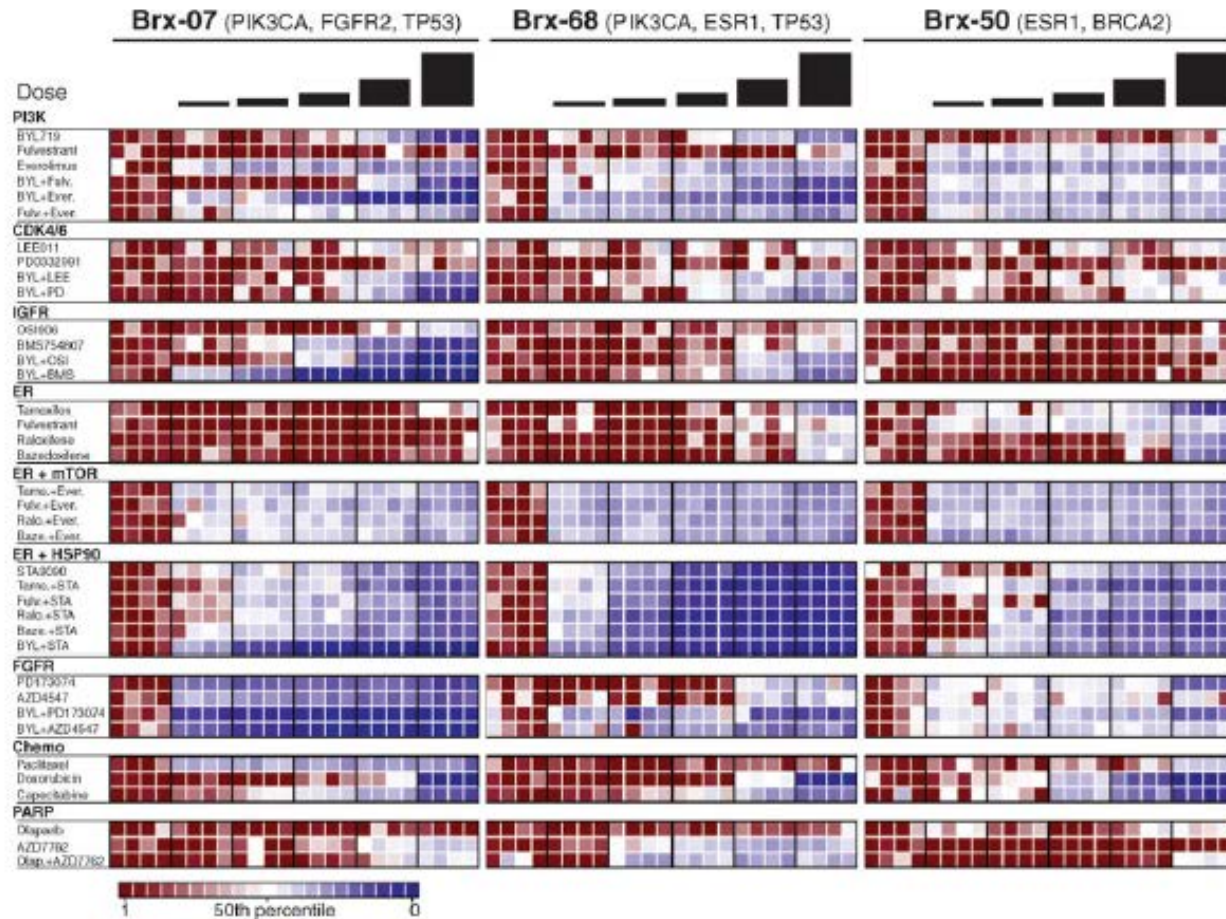 Brx-07 (PIK3CA, FGFR2, TP53) Brx-68 (PIK3CA, ESR1, TP53) Brx-50 (ESR1, BRCA2)
Dose
PI3K
BYL719
Fulvestrant
Everolimus
BYL+Fulv.
BYL+Ever.
Fulv.+Ever.
CDK4/6
LEE011
PD0332991
BYL+LEE
BYL+PD
IGFR
OSI906
BMS754807
BYL+OSI
BYL+BMS
ER
Tamoxifen
Fulvestrant
Raloxifene
Bazedoxifene
ER + mTOR
Tamo.+Ever.
Fulv.+Ever.
Ralo.+Ever.
Baze.+Ever.
ER + HSP90
STA9090
Tamo.+STA
Fulv.+STA
Ralo.+STA
Baze.+STA
BYL+STA
FGFR
PD173074
AZD4547
BYL+PD173074
BYL+AZD4547
Chemo
Paclitaxel
Doxorubicin
Capecitabine
PARP
Olaparib
AZD7762
Olap.+AZD7762
1 50th percentile 0